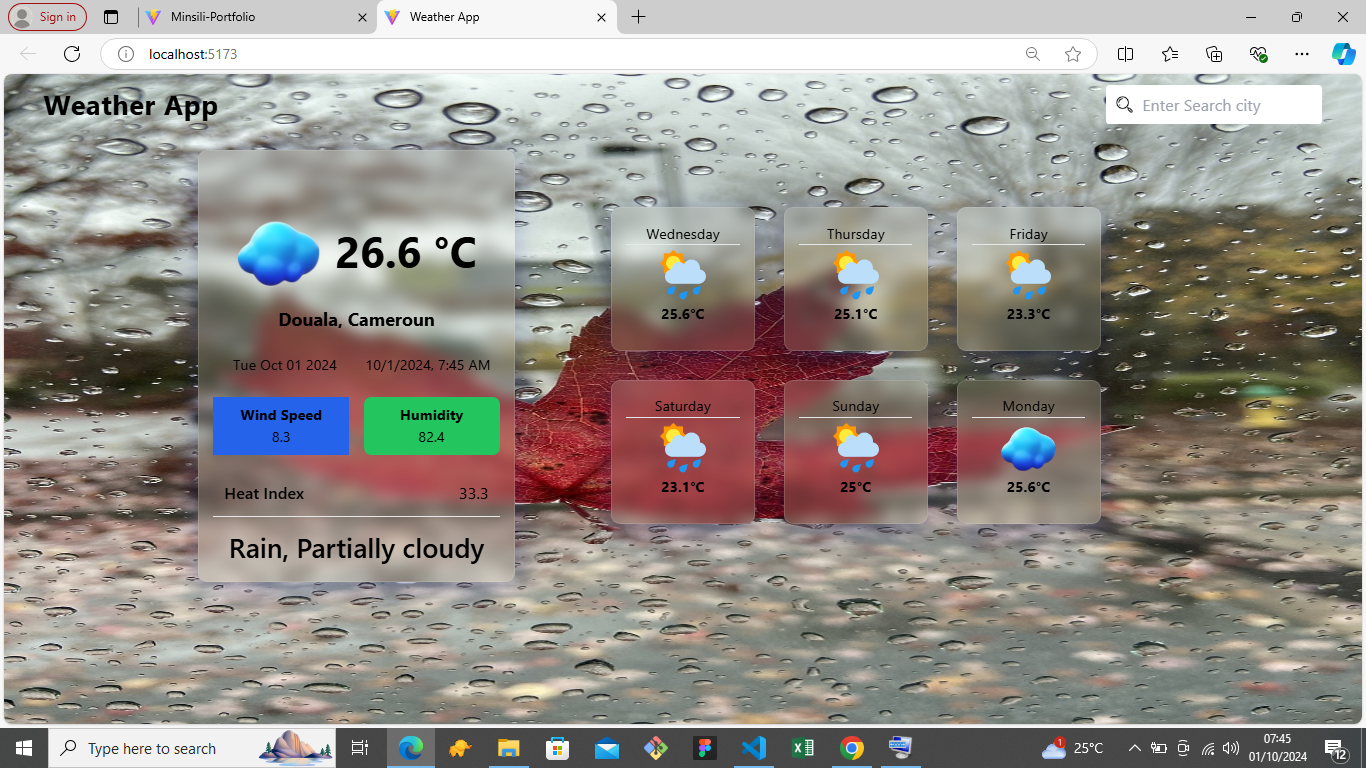 Sign in
Minsili-Portfolio
Weather App
localhost:5173
Weather App
Enter Search city
26.6 °C
Douala, Cameroun
Tue Oct 01 2024 10/1/2024, 7:45 AM
Wind Speed
8.3
Humidity
82.4
Heat Index 33.3
Rain, Partially cloudy
Wednesday
25.6°C
Thursday
25.1°C
Friday
23.3°C
Saturday
23.1°C
Sunday
25°C
Monday
25.6°C
Type here to search
1
25°C
07:45
01/10/2024
12